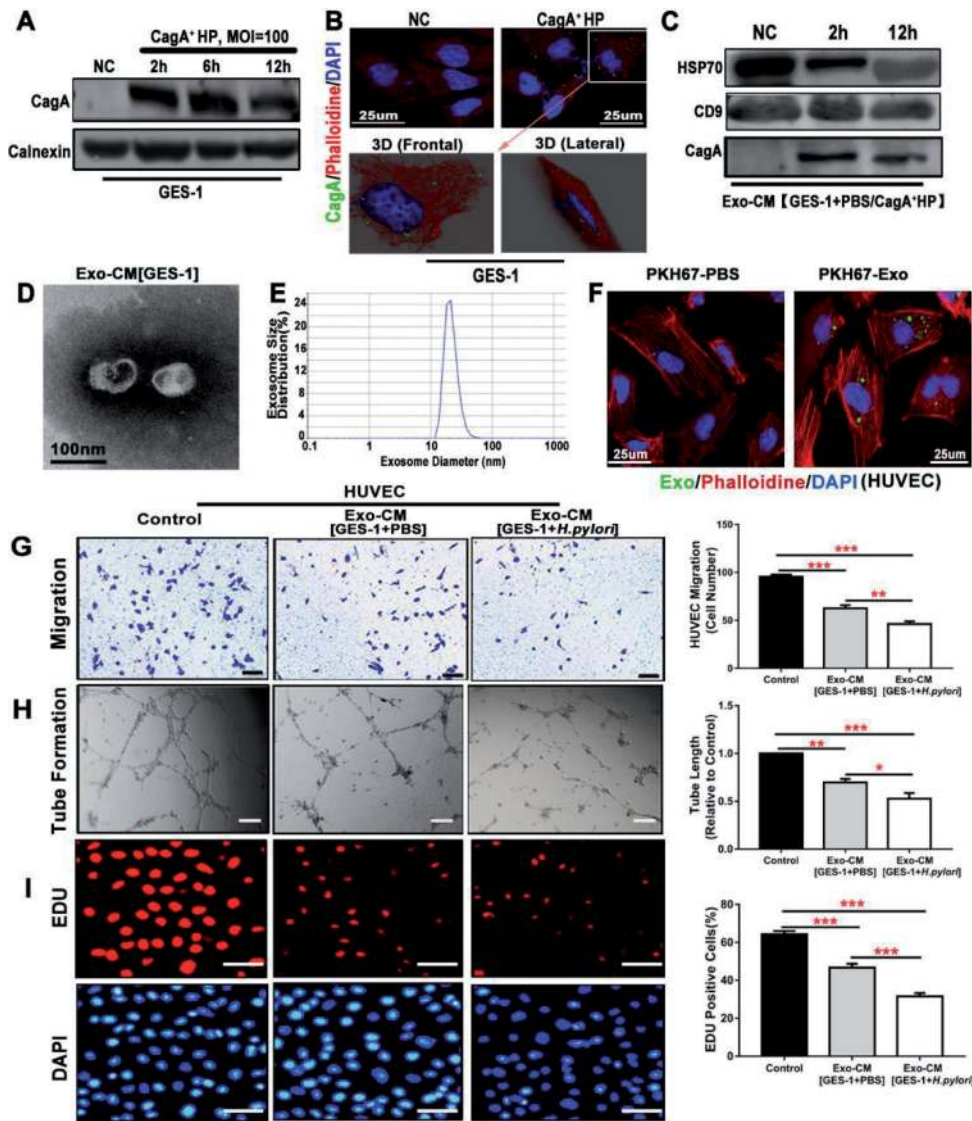 A
CagA⁺ HP, MOI=100
NC 2h 6h 12h
CagA
Calnexin
GES-1
B
CagA/Phalloidine/DAPI
NC
CagA⁺ HP
25um
25um
3D (Frontal)
3D (Lateral)
GES-1
C
NC 2h 12h
HSP70
CD9
CagA
Exo-CM【GES-1+PBS/CagA⁺HP】
D
Exo-CM[GES-1]
100nm
E
Exosome Size
Distribution(%)
24
20
16
12
8
4
0
0.1 1 10 100 1000
Exosome Diameter (nm)
F
PKH67-PBS
PKH67-Exo
25um
25um
Exo/Phalloidine/DAPI (HUVEC)
HUVEC
Control
Exo-CM
[GES-1+PBS]
Exo-CM
[GES-1+H.pylori]
G
Migration
HUVEC Migration
(Cell Number)
150
100
50
0
***
***
**
Control
Exo-CM
[GES-1+PBS]
Exo-CM
[GES-1+H.pylori]
H
Tube Formation
Tube Length
(Relative to Control)
1.5
1.0
0.5
0.0
***
**
*
Control
Exo-CM
[GES-1+PBS]
Exo-CM
[GES-1+H.pylori]
I
EDU
DAPI
EDU Positive Cells(%)
80
60
40
20
0
***
***
***
Control
Exo-CM
[GES-1+PBS]
Exo-CM
[GES-1+H.pylori]